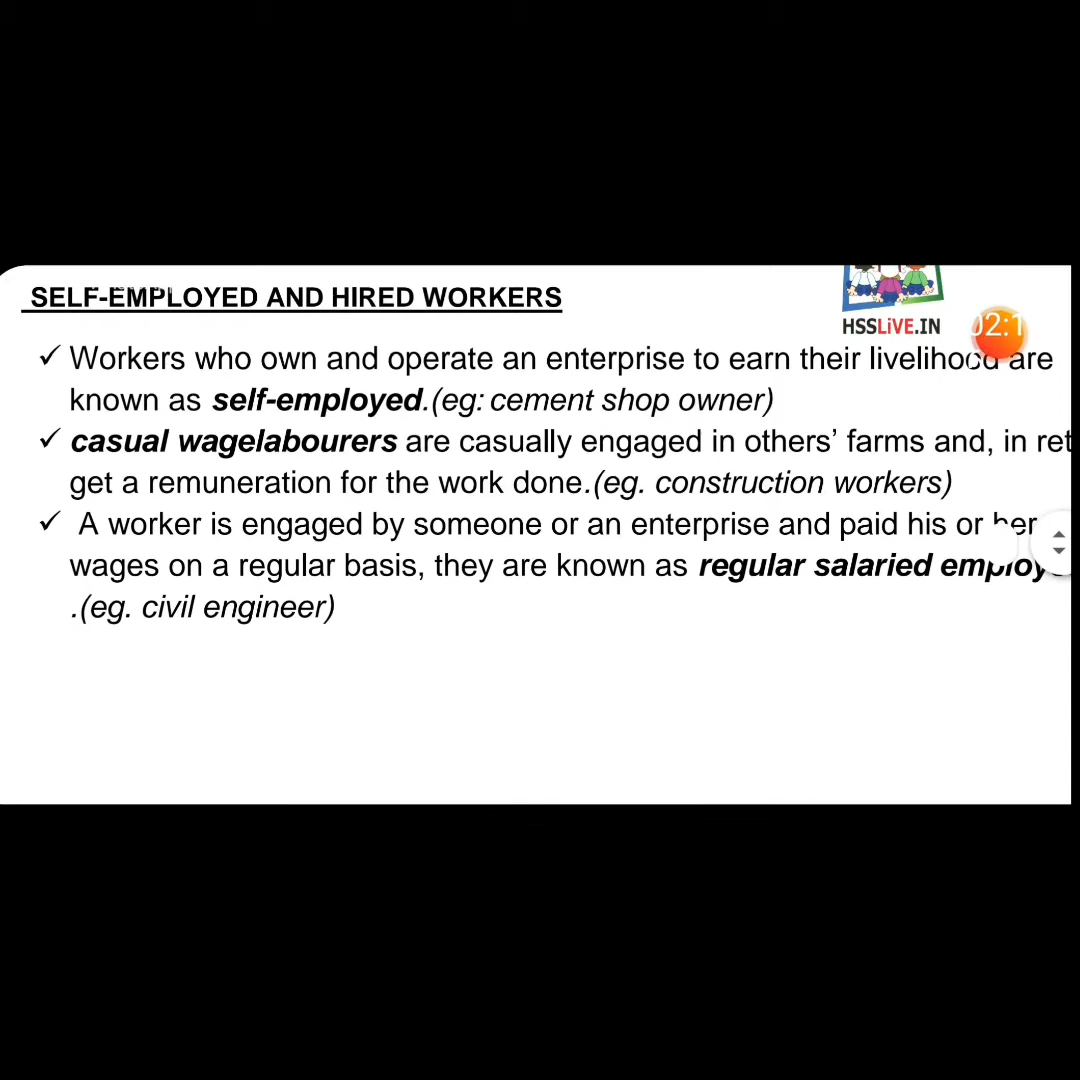 SELF-EMPLOYED AND HIRED WORKERS
HSSLiVE.IN
02:1
✓ Workers who own and operate an enterprise to earn their livelihood are
known as self-employed.(eg: cement shop owner)
✓ casual wagelabourers are casually engaged in others’ farms and, in ret
get a remuneration for the work done.(eg. construction workers)
✓ A worker is engaged by someone or an enterprise and paid his or her
wages on a regular basis, they are known as regular salaried employ
.(eg. civil engineer)